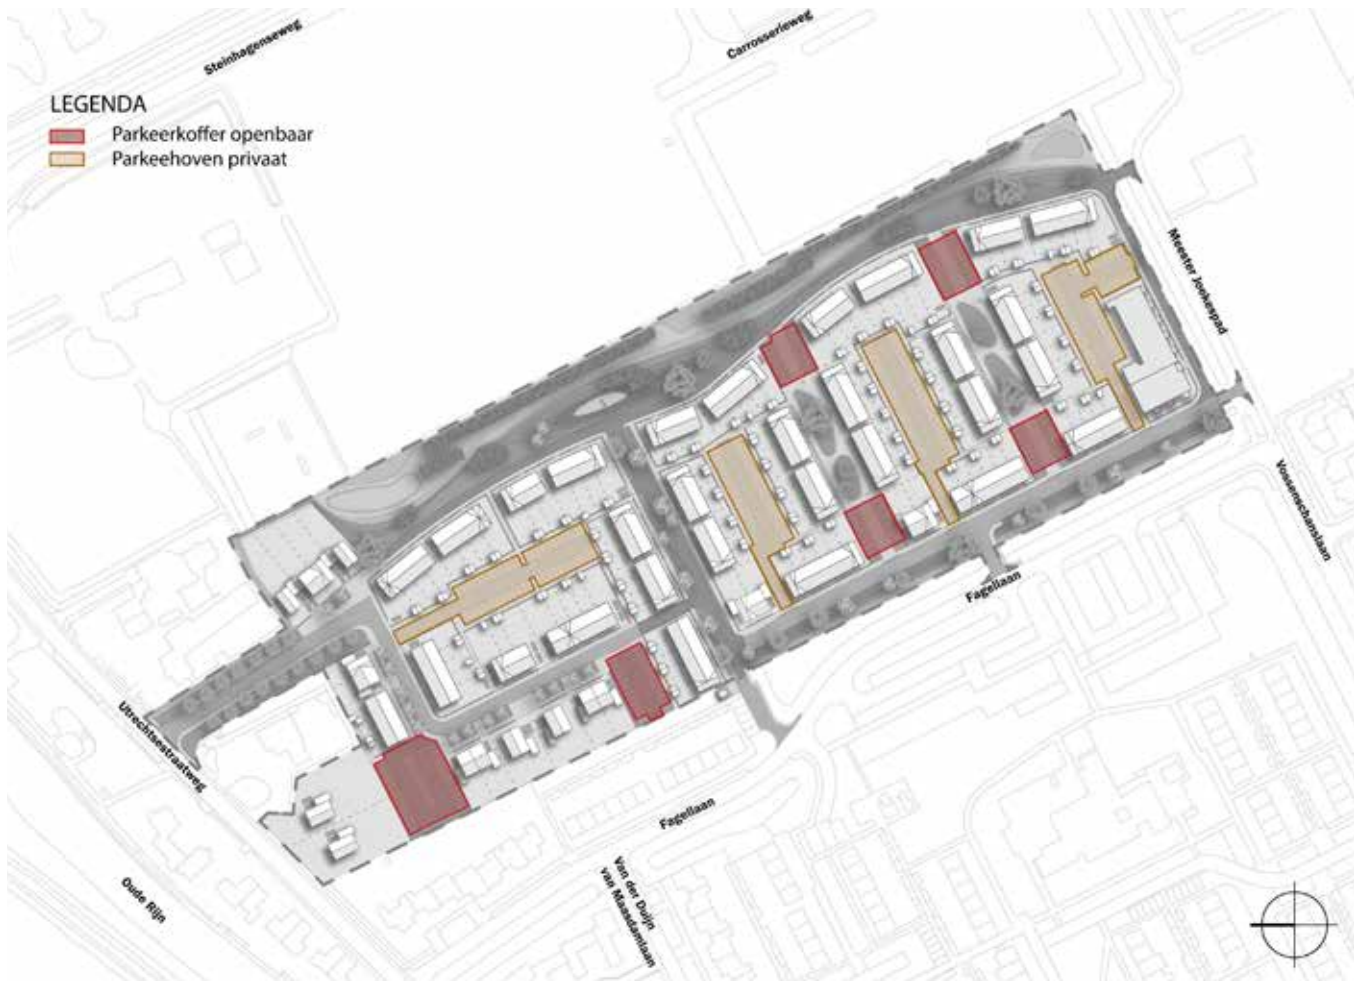 Steinhagenseweg
Carrosserieweg
LEGENDA
Parkeerkoffer openbaar
Parkeehoven privaat
Meester Joekespad
Vossenschanslaan
Fagellaan
Utrechtsestraatweg
Fagellaan
Van der Duijn
van Maasdamlaan
Oude Rijn